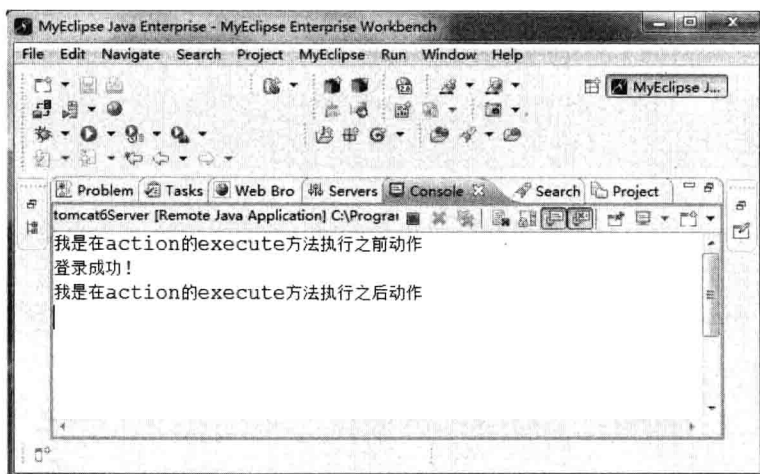 MyEclipse Java Enterprise - MyEclipse Enterprise Workbench
File Edit Navigate Search Project MyEclipse Run Window Help
MyEclipse J...
Problem Tasks Web Bro Servers Console Search Project
tomcat6Server [Remote Java Application] C:\Prograr
我是在action的execute方法执行之前动作
登录成功!
我是在action的execute方法执行之后动作